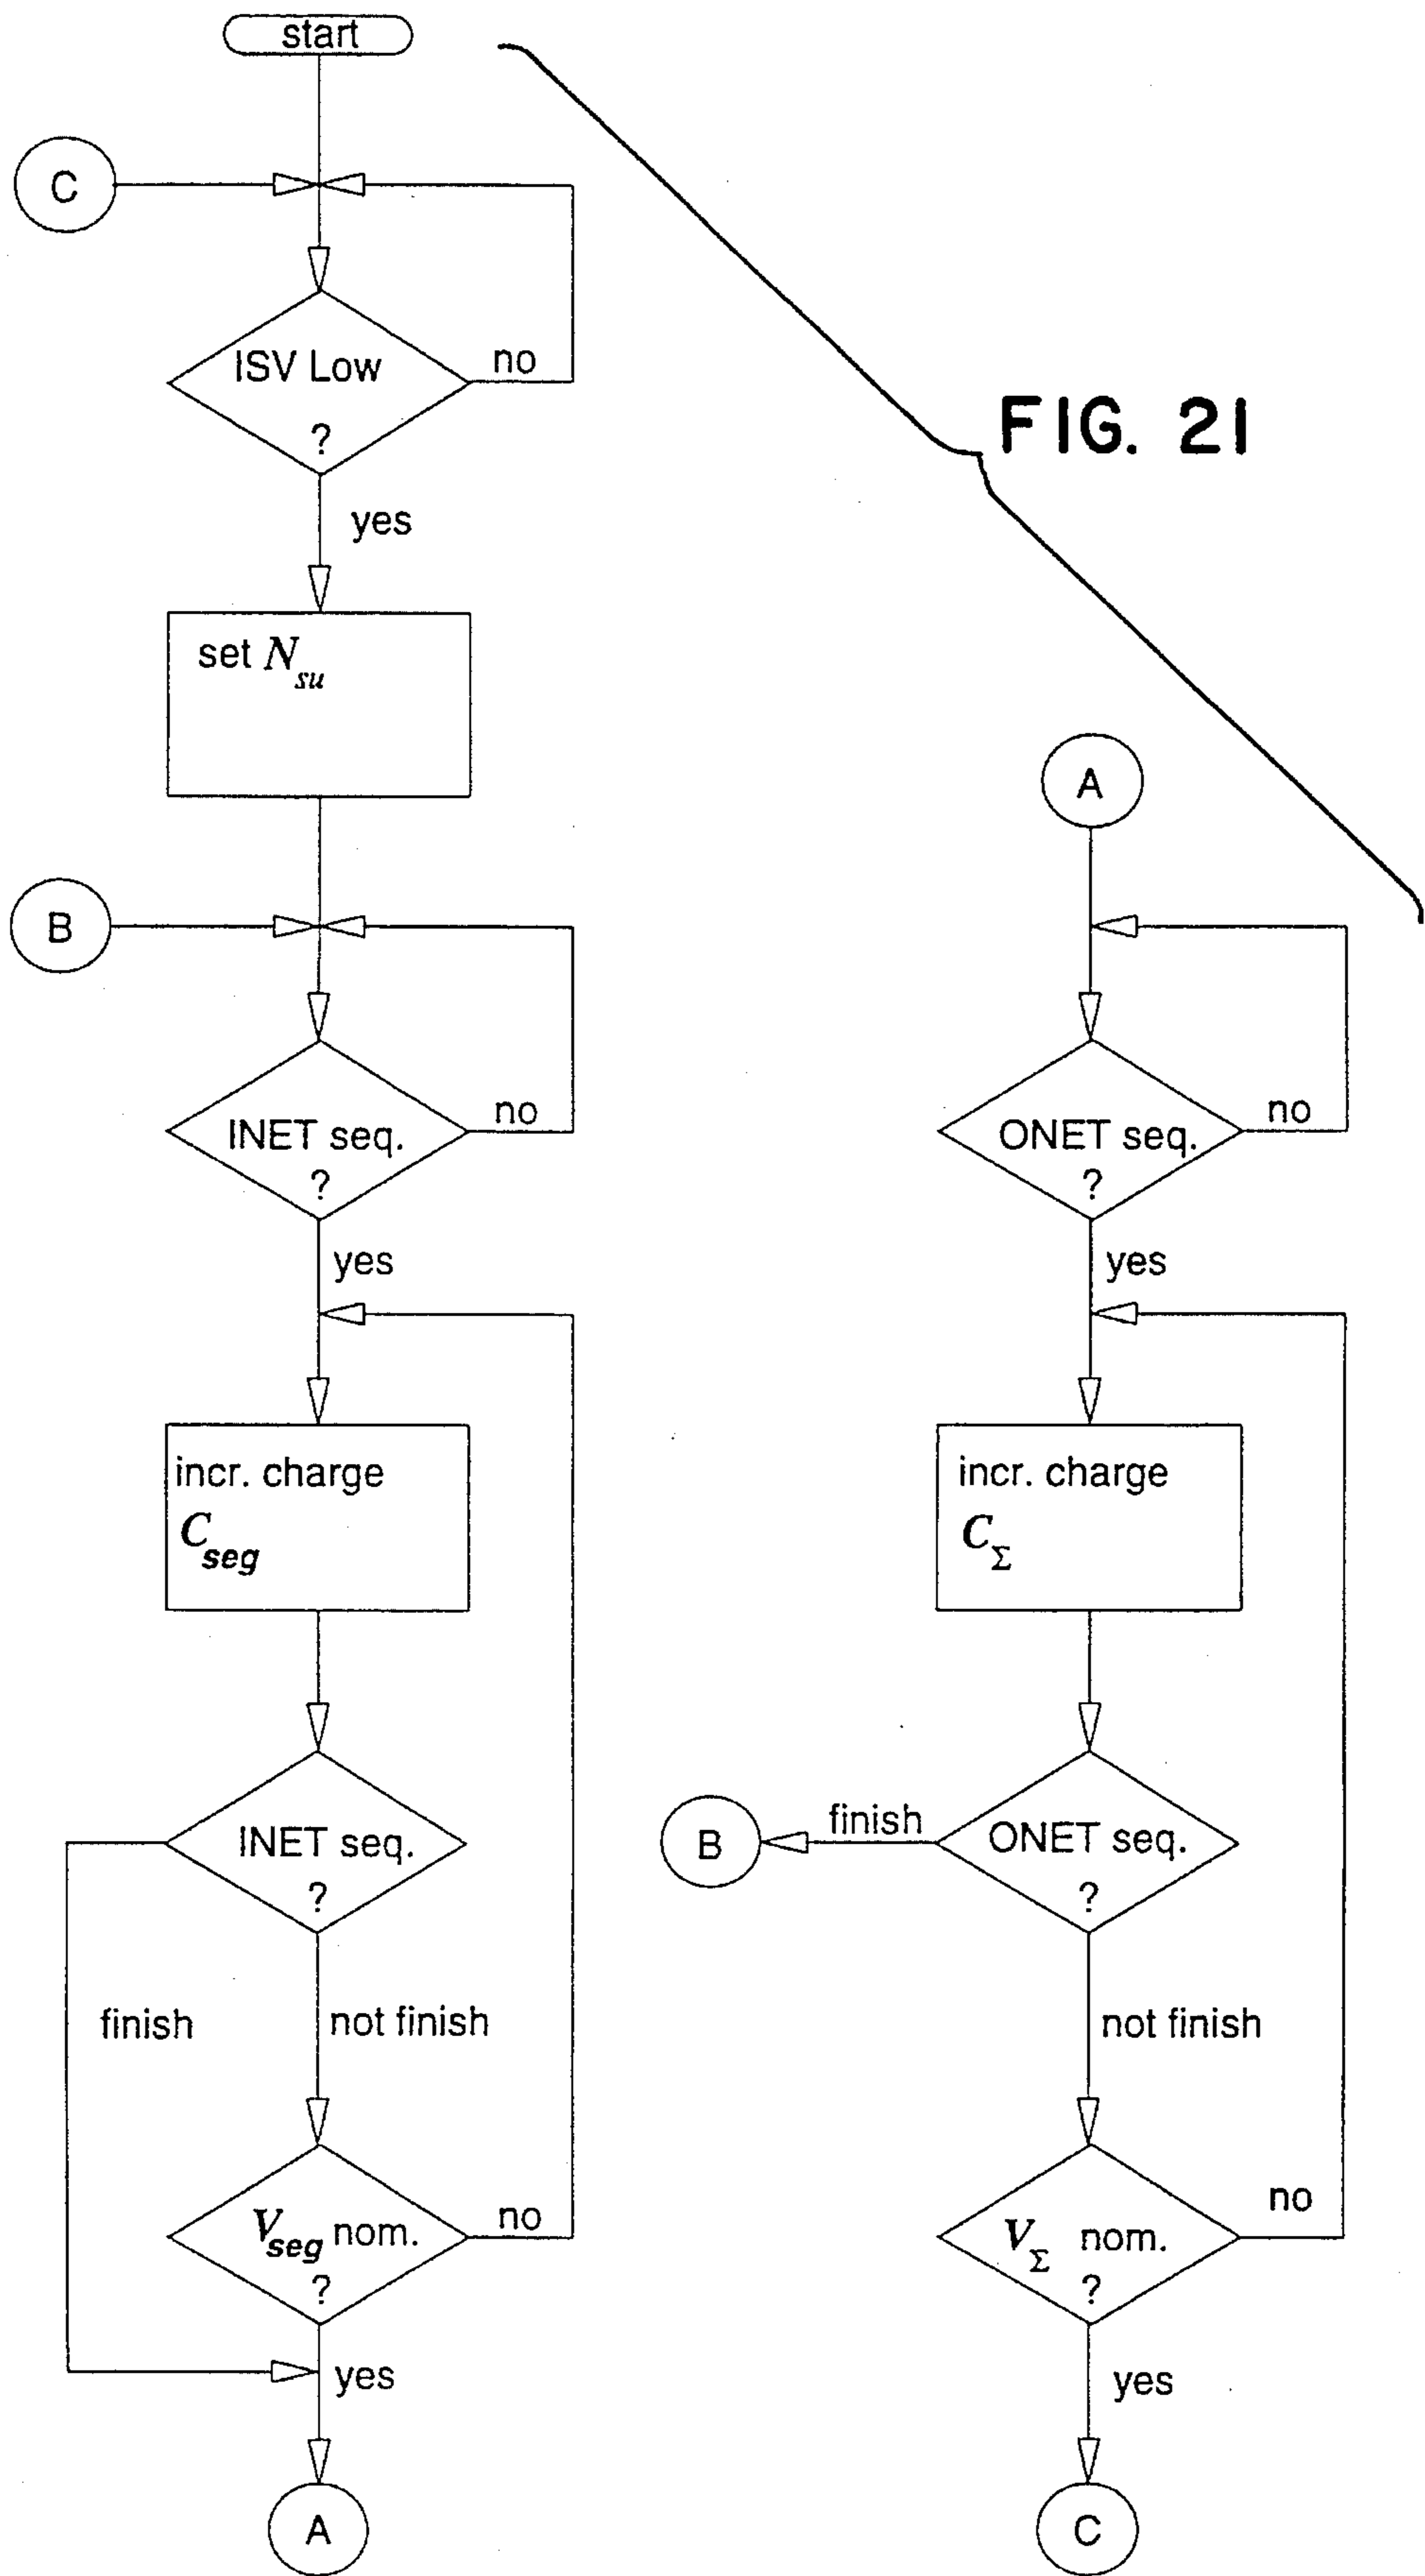 start
C
ISV Low
?
no
yes
set N_su
B
INET seq.
?
no
yes
incr. charge
C_seg
INET seq.
?
finish
not finish
V_seg nom.
?
no
yes
A
FIG. 21
A
ONET seq.
?
no
yes
incr. charge
C_Σ
ONET seq.
?
finish
B
not finish
V_Σ nom.
?
no
yes
C